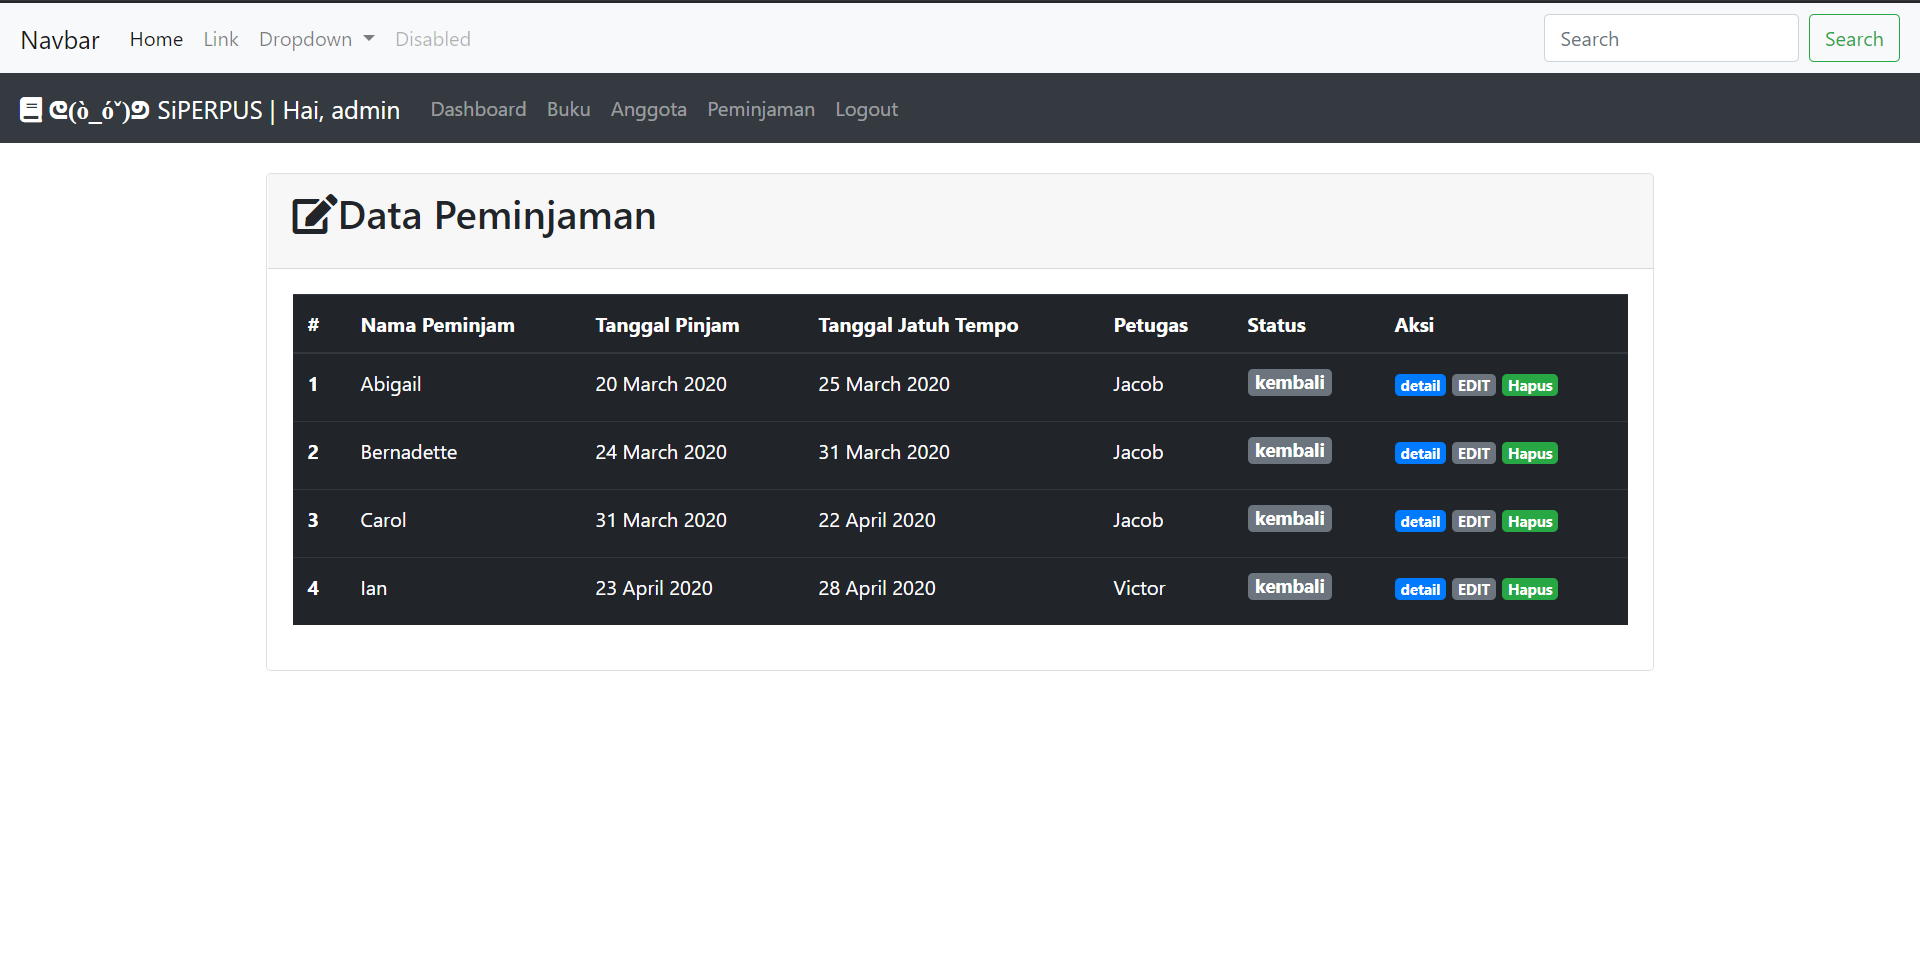 Navbar Home Link Dropdown Disabled Search Search
ᕦ(ò_óˇ)ᕤ SiPERPUS | Hai, admin Dashboard Buku Anggota Peminjaman Logout
Data Peminjaman
# Nama Peminjam Tanggal Pinjam Tanggal Jatuh Tempo Petugas Status Aksi
1 Abigail 20 March 2020 25 March 2020 Jacob kembali detail EDIT Hapus
2 Bernadette 24 March 2020 31 March 2020 Jacob kembali detail EDIT Hapus
3 Carol 31 March 2020 22 April 2020 Jacob kembali detail EDIT Hapus
4 Ian 23 April 2020 28 April 2020 Victor kembali detail EDIT Hapus